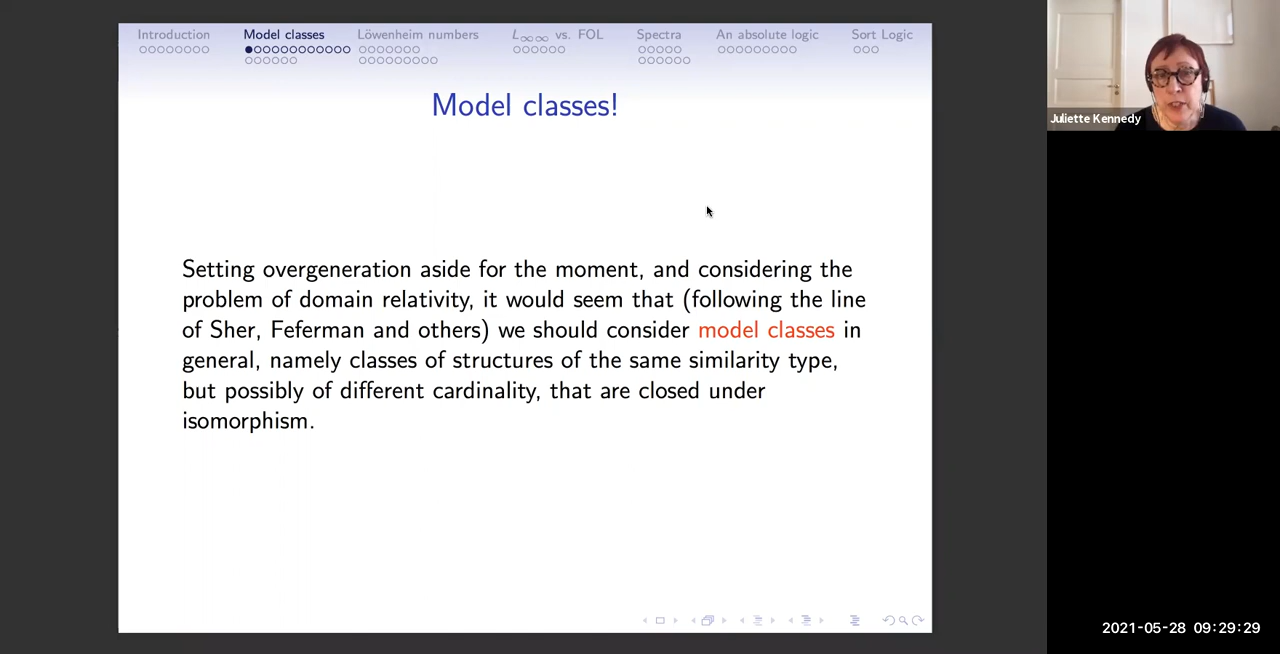 Introduction Model classes Löwenheim numbers L∞∞ vs. FOL Spectra An absolute logic Sort Logic
Model classes!
Setting overgeneration aside for the moment, and considering the
problem of domain relativity, it would seem that (following the line
of Sher, Feferman and others) we should consider model classes in
general, namely classes of structures of the same similarity type,
but possibly of different cardinality, that are closed under
isomorphism.
Juliette Kennedy
2021-05-28 09:29:29